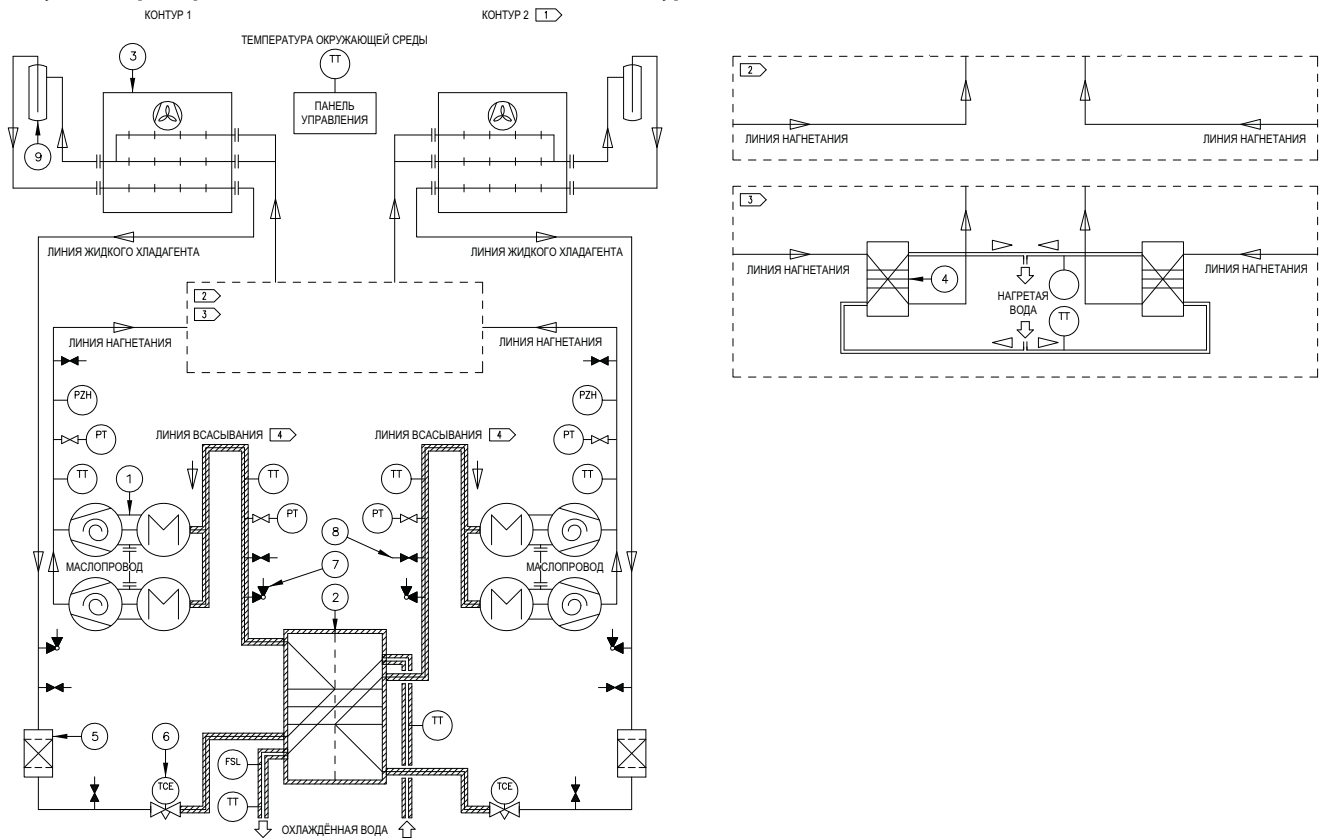 КОНТУР 1
КОНТУР 2 1
ТЕМПЕРАТУРА ОКРУЖАЮЩЕЙ СРЕДЫ
TT
ПАНЕЛЬ
УПРАВЛЕНИЯ
3
9
ЛИНИЯ ЖИДКОГО ХЛАДАГЕНТА
ЛИНИЯ ЖИДКОГО ХЛАДАГЕНТА
2
3
ЛИНИЯ НАГНЕТАНИЯ
ЛИНИЯ НАГНЕТАНИЯ
PZH
PZH
PT
PT
ЛИНИЯ ВСАСЫВАНИЯ 4
ЛИНИЯ ВСАСЫВАНИЯ 4
TT
1
TT
TT
TT
PT
PT
8
МАСЛОПРОВОД
7
МАСЛОПРОВОД
2
5
6
TT
FSL
TCE
TCE
TT
ОХЛАЖДЁННАЯ ВОДА
2
ЛИНИЯ НАГНЕТАНИЯ
ЛИНИЯ НАГНЕТАНИЯ
3
ЛИНИЯ НАГНЕТАНИЯ
4
ЛИНИЯ НАГНЕТАНИЯ
НАГРЕТАЯ
ВОДА
TT